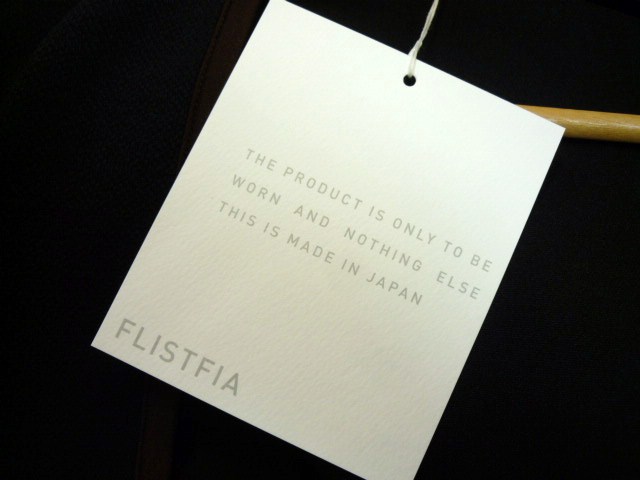 THE PRODUCT IS ONLY TO BE
WORN AND NOTHING ELSE
THIS IS MADE IN JAPAN
FLISTFIA